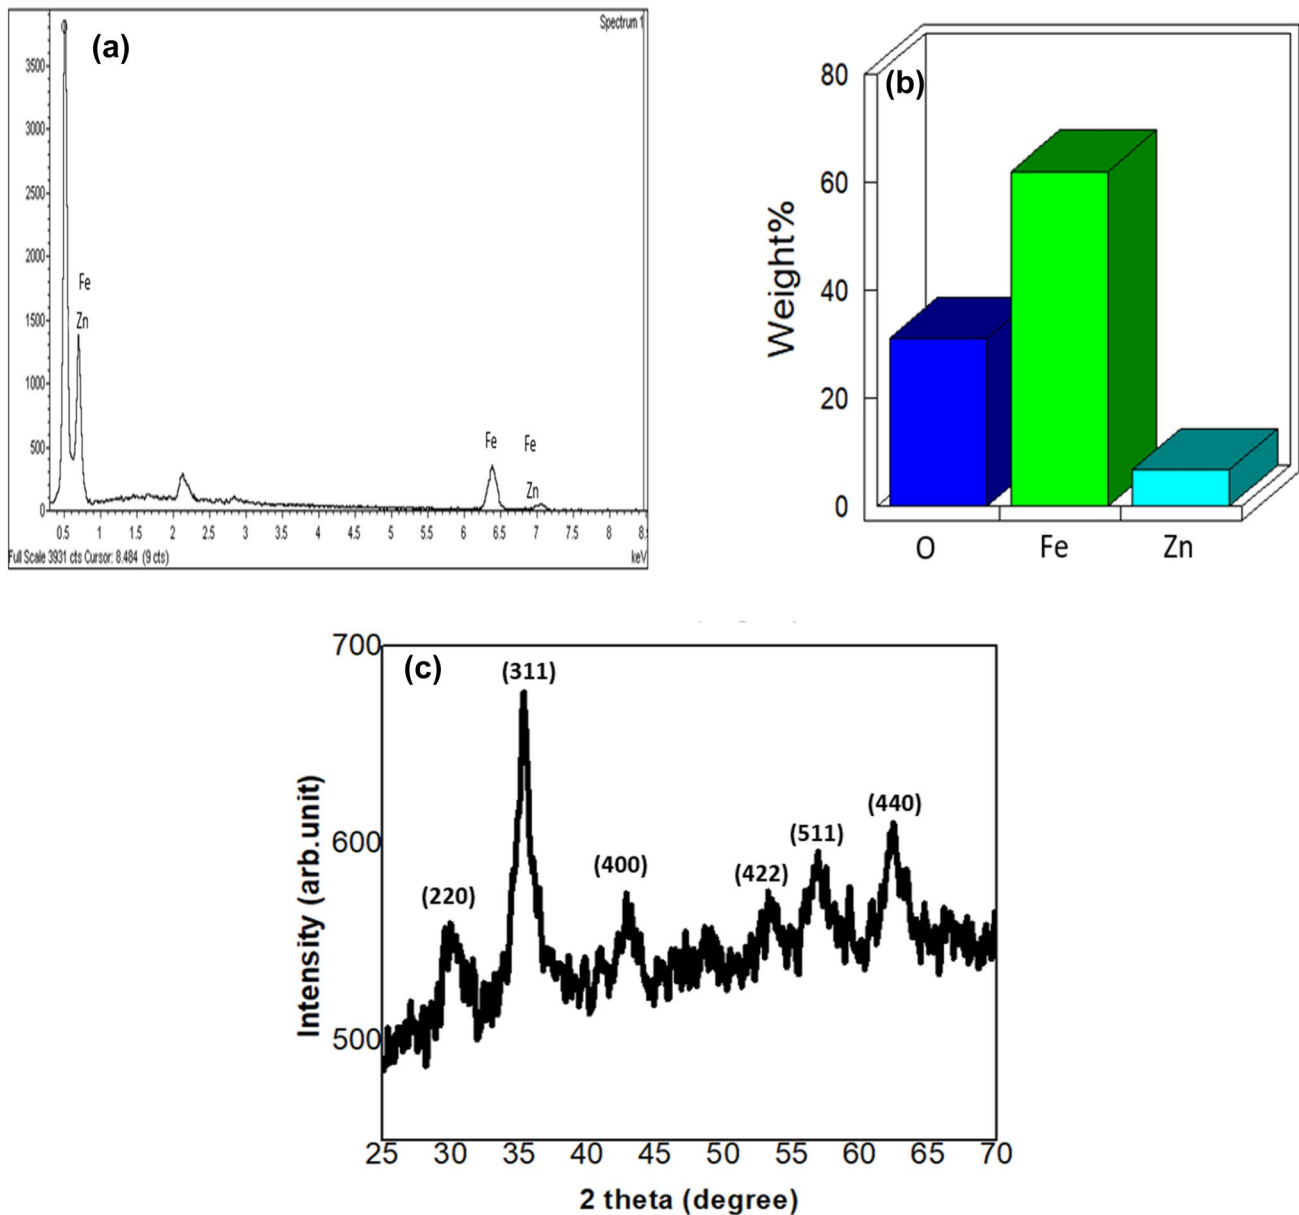 (a)
Spectrum 1
3500
3000
2500
2000
1500
1000
500
0
O
Fe
Zn
Fe
Fe
Zn
0.5 1 1.5 2 2.5 3 3.5 4 4.5 5 5.5 6 6.5 7 7.5 8 8.
Full Scale 3931 cts Cursor: 8.484 (9 cts)
keV
(b)
Weight%
80
60
40
20
0
O Fe Zn
(c)
Intensity (arb.unit)
700
600
500
(220)
(311)
(400)
(422)
(511)
(440)
25 30 35 40 45 50 55 60 65 70
2 theta (degree)